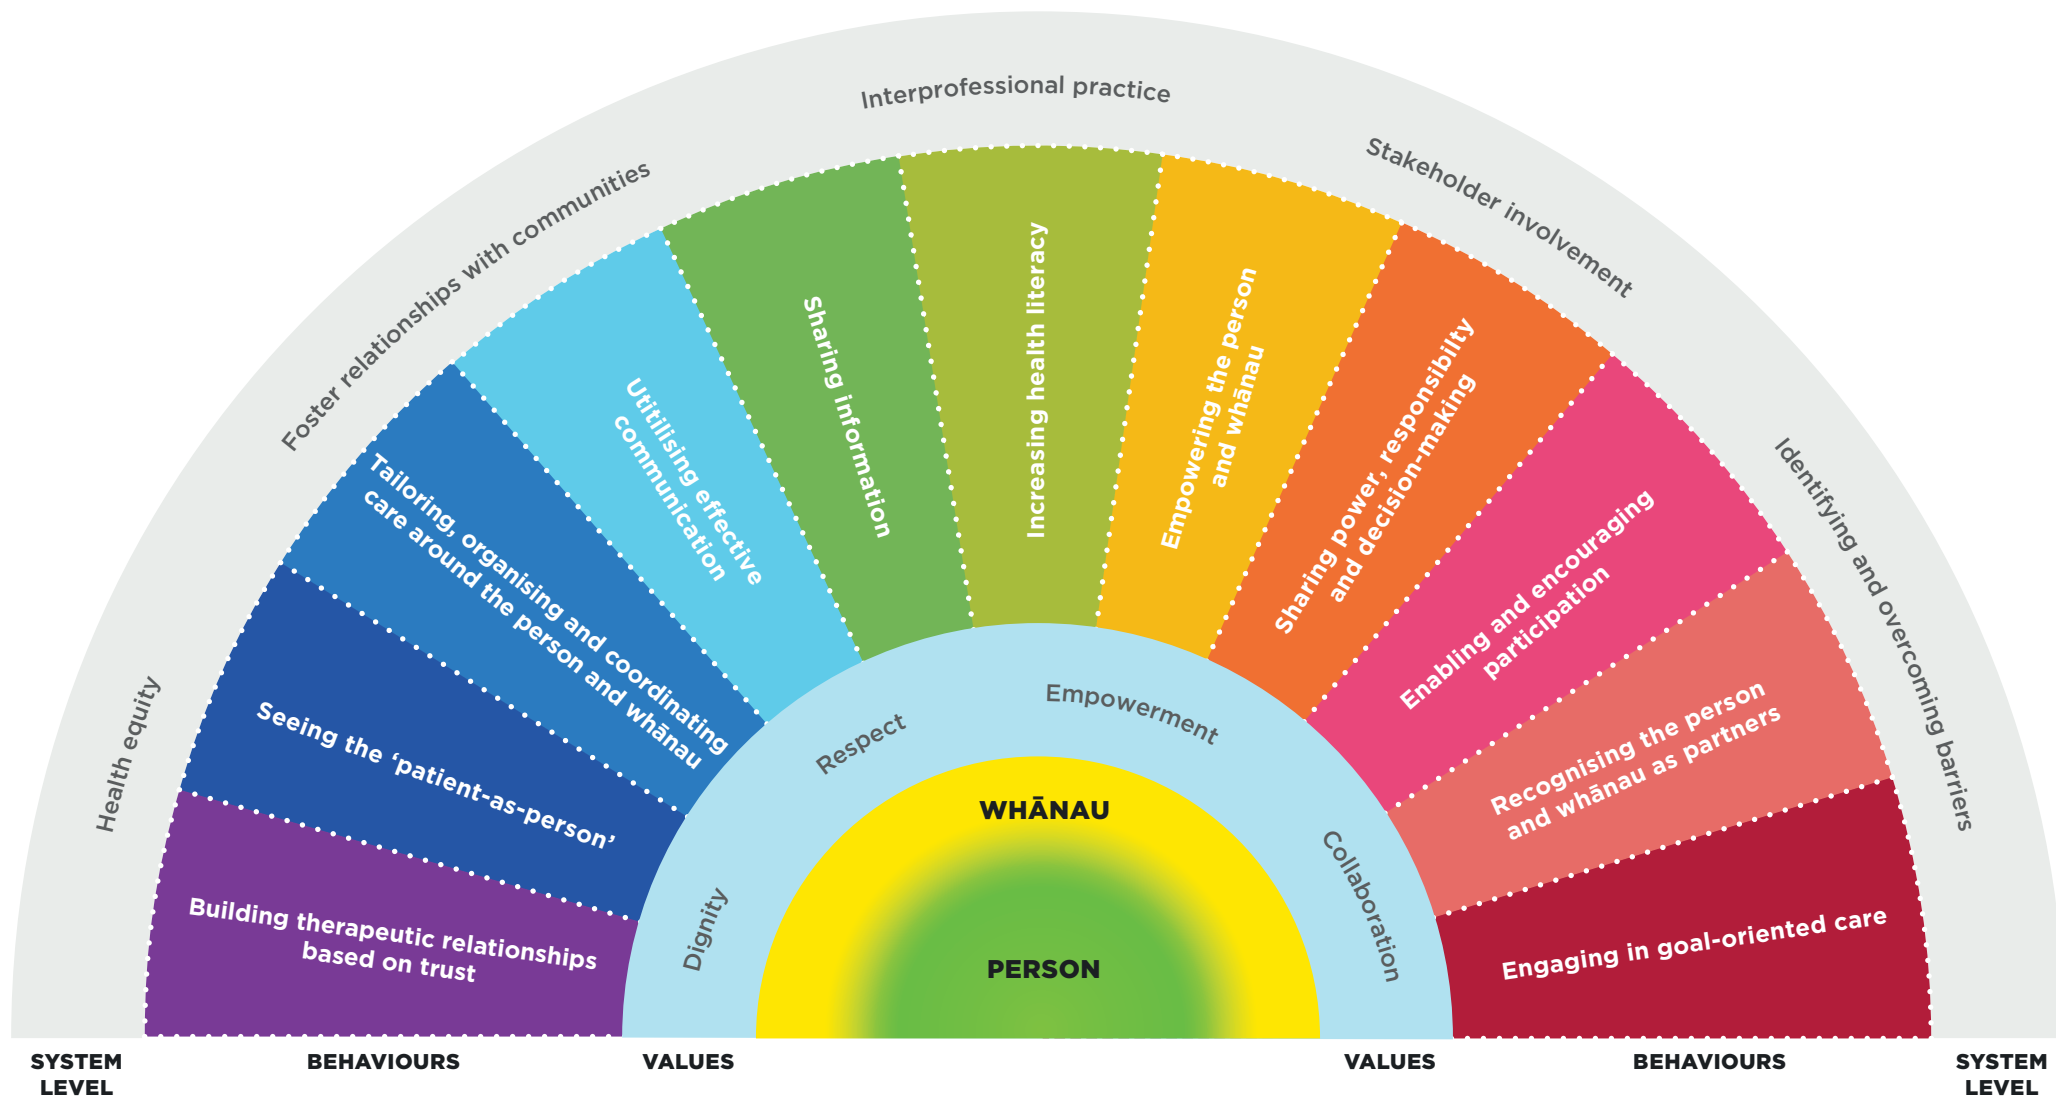 Health equity
Foster relationships with communities
Interprofessional practice
Stakeholder involvement
Identifying and overcoming barriers
Building therapeutic relationships
based on trust
Seeing the ‘patient-as-person’
Tailoring, organising and coordinating
care around the person and whānau
Utitilising effective
communication
Sharing information
Increasing health literacy
Empowering the person
and whānau
Sharing power, responsibilty
and decision-making
Enabling and encouraging
participation
Recognising the person
and whānau as partners
Engaging in goal-oriented care
Dignity
Respect
Empowerment
Collaboration
WHĀNAU
PERSON
SYSTEM
LEVEL
BEHAVIOURS
VALUES
VALUES
BEHAVIOURS
SYSTEM
LEVEL